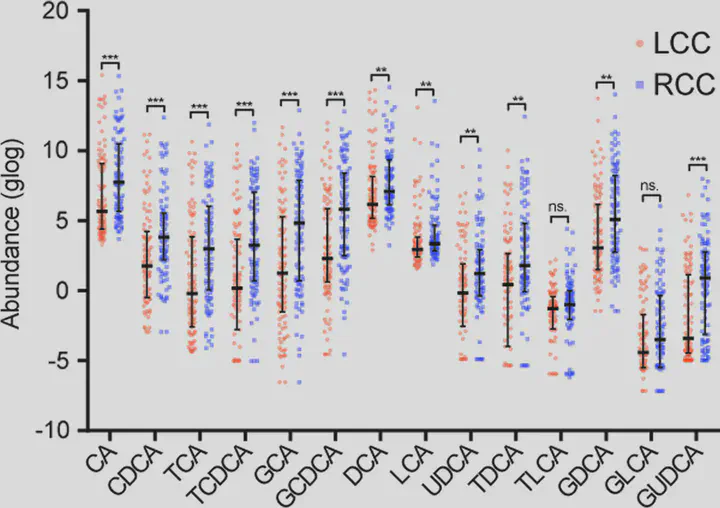 20
LCC
RCC
***
***
***
***
***
***
**
**
**
**
ns.
**
ns.
***
15
10
5
0
-5
-10
Abundance (glog)
CA
CDCA
TCA
TCDCA
GCA
GCDCA
DCA
LCA
UDCA
TDCA
TLCA
GDCA
GLCA
GUDCA